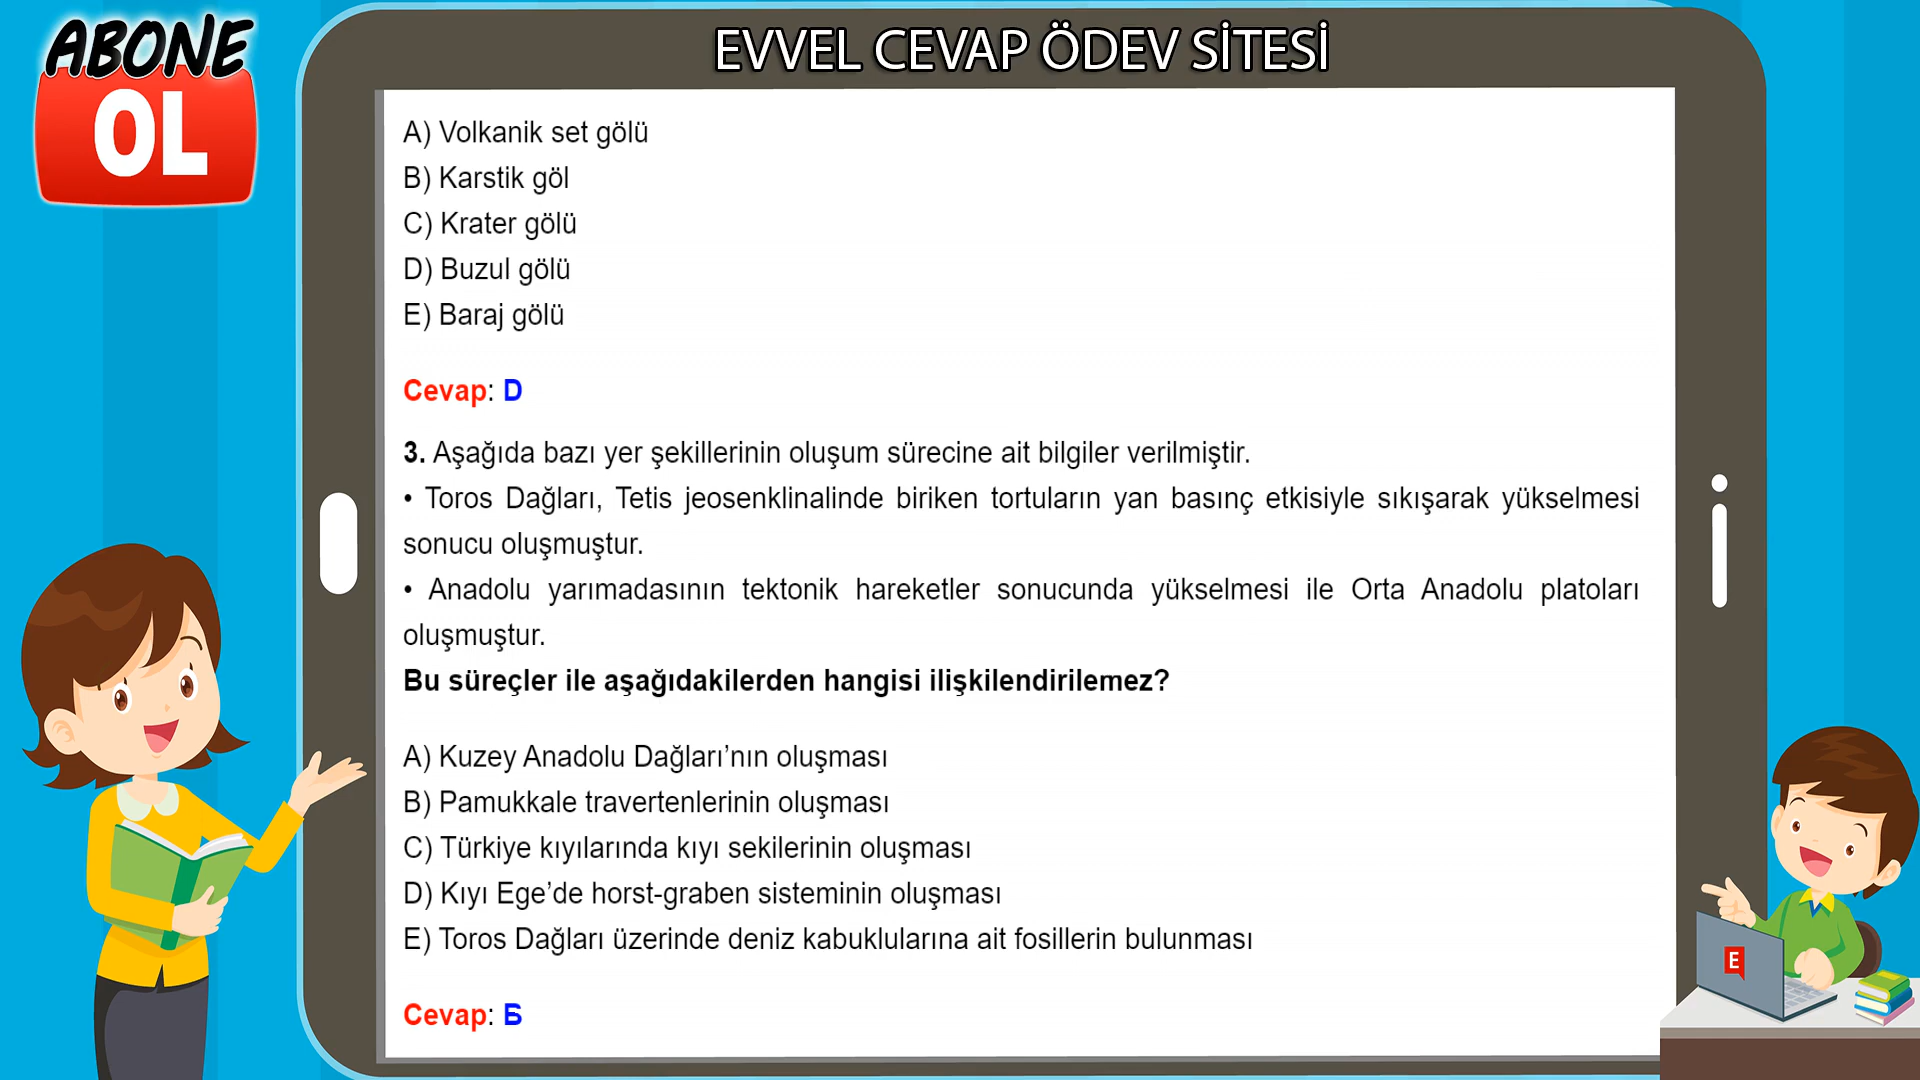 ABONE
OL
EVVEL CEVAP ÖDEV SİTESİ
A) Volkanik set gölü
B) Karstik göl
C) Krater gölü
D) Buzul gölü
E) Baraj gölü
Cevap: D
3. Aşağıda bazı yer şekillerinin oluşum sürecine ait bilgiler verilmiştir.
• Toros Dağları, Tetis jeosenklinalinde biriken tortuların yan basınç etkisiyle sıkışarak yükselmesi
sonucu oluşmuştur.
• Anadolu yarımadasının tektonik hareketler sonucunda yükselmesi ile Orta Anadolu platoları
oluşmuştur.
Bu süreçler ile aşağıdakilerden hangisi ilişkilendirilemez?
A) Kuzey Anadolu Dağları’nın oluşması
B) Pamukkale travertenlerinin oluşması
C) Türkiye kıyılarında kıyı sekilerinin oluşması
D) Kıyı Ege’de horst-graben sisteminin oluşması
E) Toros Dağları üzerinde deniz kabuklularına ait fosillerin bulunması
Cevap: Б
E